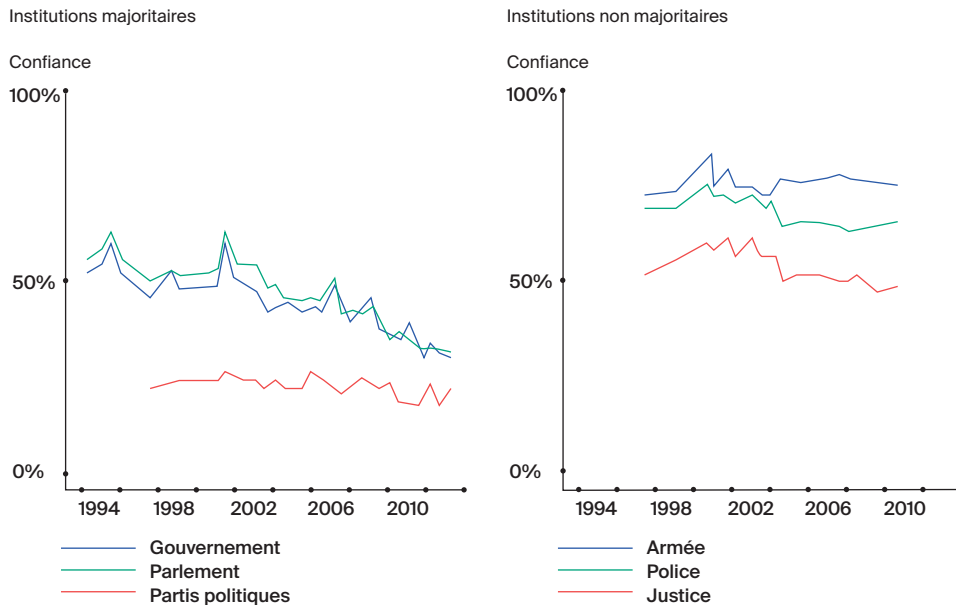 Institutions majoritaires
Confiance
100%
50%
0%
1994 1998 2002 2006 2010
Gouvernement
Parlement
Partis politiques
Institutions non majoritaires
Confiance
100%
50%
0%
1994 1998 2002 2006 2010
Armée
Police
Justice